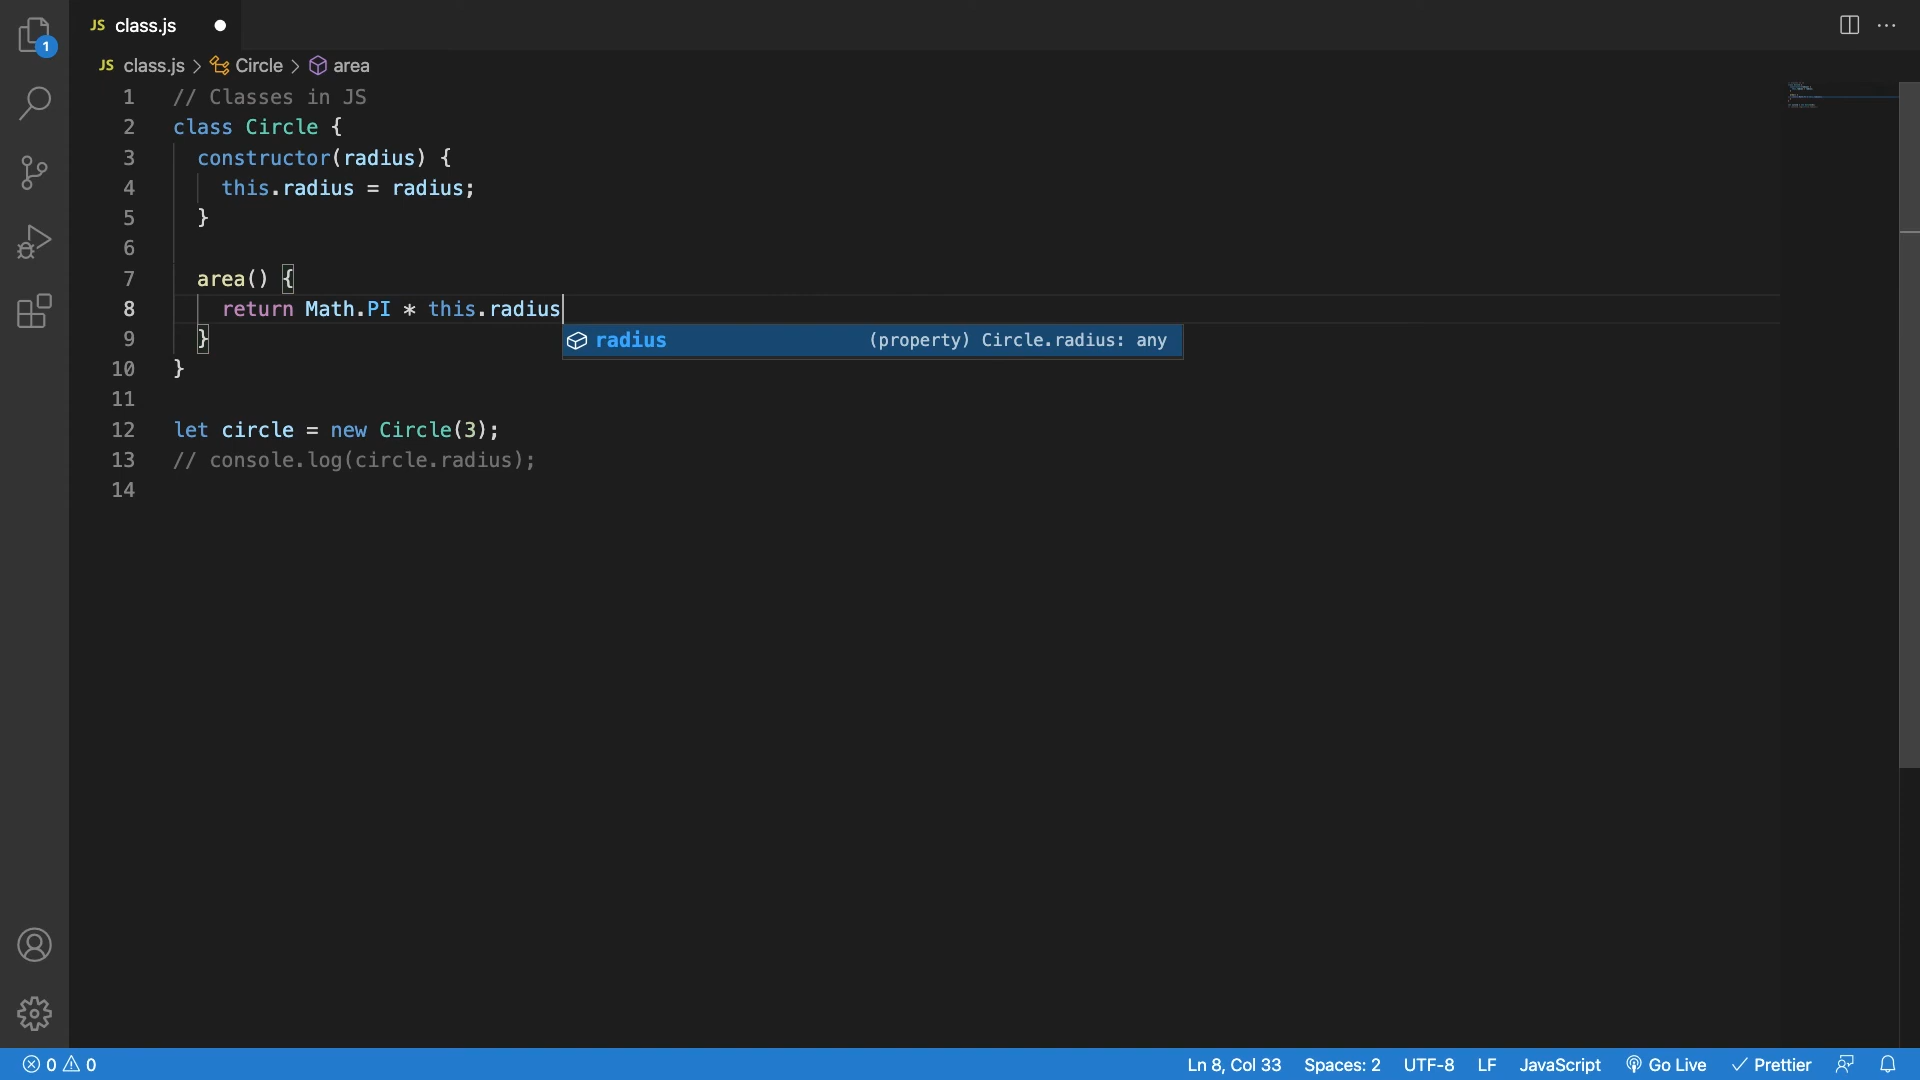 JS class.js
JS class.js > Circle > area
1 // Classes in JS
2 class Circle {
3 constructor(radius) {
4 this.radius = radius;
5 }
6
7 area() {
8 return Math.PI * this.radius
radius (property) Circle.radius: any
9 }
10 }
11
12 let circle = new Circle(3);
13 // console.log(circle.radius);
14
1
0 0 Ln 8, Col 33 Spaces: 2 UTF-8 LF JavaScript Go Live Prettier